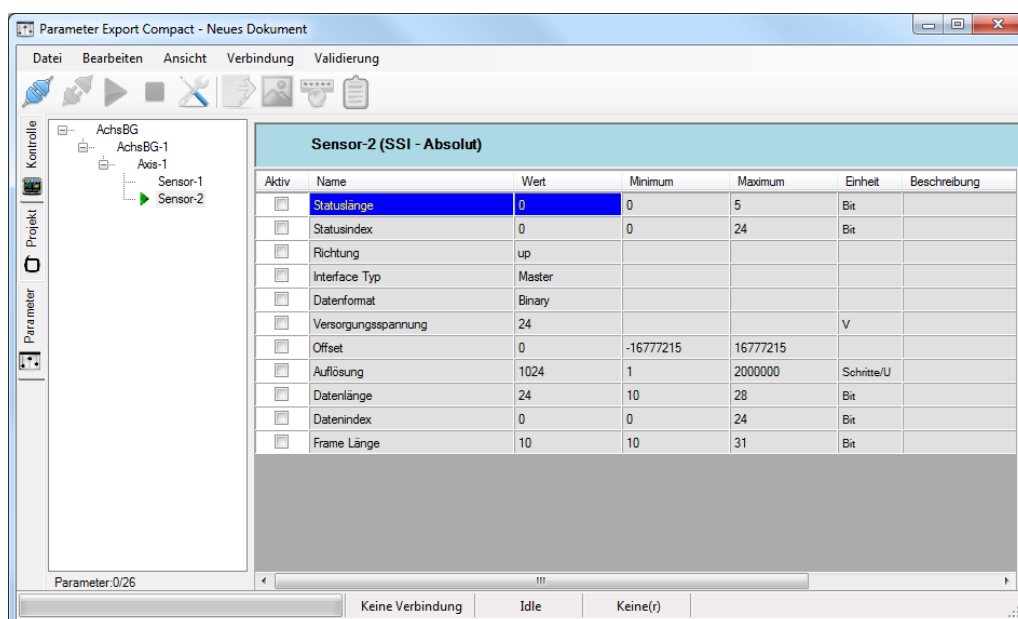 Parameter Export Compact - Neues Dokument
Datei Bearbeiten Ansicht Verbindung Validierung
Kontrolle
Projekt
Parameter
AchsBG
AchsBG-1
Axis-1
Sensor-1
Sensor-2
Parameter:0/26
Sensor-2 (SSI - Absolut)
Aktiv Name Wert Minimum Maximum Einheit Beschreibung
Statuslänge 0 0 5 Bit
Statusindex 0 0 24 Bit
Richtung up
Interface Typ Master
Datenformat Binary
Versorgungsspannung 24 V
Offset 0 -16777215 16777215
Auflösung 1024 1 2000000 Schritte/U
Datenlänge 24 10 28 Bit
Datenindex 0 0 24 Bit
Frame Länge 10 10 31 Bit
Keine Verbindung Idle Keine(r)